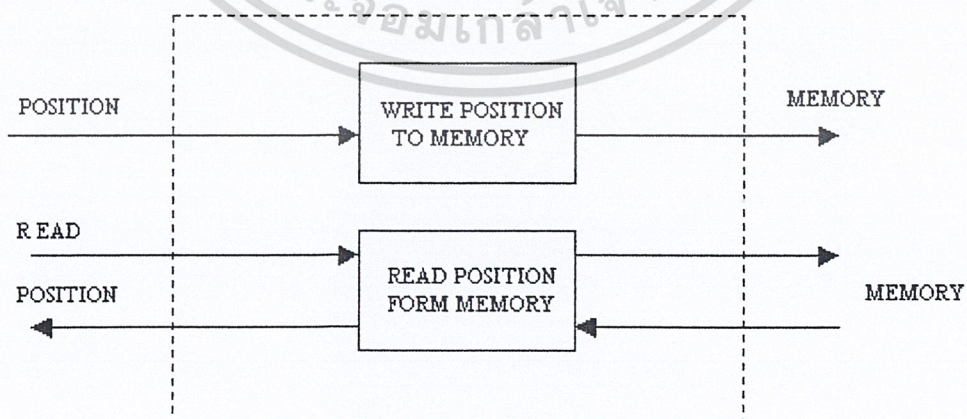 POSITION
WRITE POSITION
TO MEMORY
MEMORY
R EAD
POSITION
READ POSITION
FORM MEMORY
MEMORY